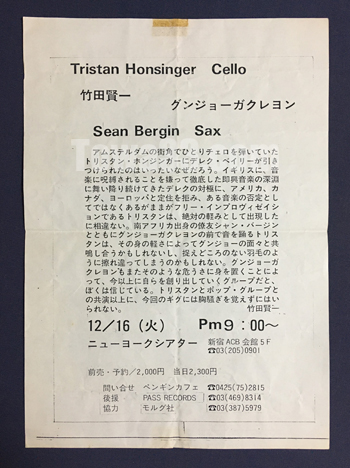 Tristan Honsinger Cello
竹田賢一
グンジョーガクレヨン
Sean Bergin Sax
アムステルダムの街角でひとりチェロを弾いていた
トリスタン・ホンジンガーにデレク・ベイリーが引き
つけられたのはいったいなぜだろう。イギリスに、音
楽に呪縛されることを嫌って徹底した即興音楽の深淵
に舞い降り続けてきたデレクの対極に、アメリカ、カ
ナダ、ヨーロッパと定住を拒み、ある音楽の否定とし
てではなくあるがままがフリー・インプロヴィゼイシ
ョンであるトリスタンは、絶対の軽みとして出現した
に相違ない。南アフリカ出身の僚友シャン・バージン
とともにグンジョーガクレヨンの前で音を踊るトリス
タンは、その身の軽さによってグンジョーの面々と共
鳴し合うかもしれないし、捉えどころのない羽毛のよ
うに擦れ違ってしまうのかもしれない。グンジョーガ
クレヨンもまたそのような危うさに身を置くことによ
って、今以上に自らを創り出していくグループだと、
ぼくは信じている。トリスタンとポップ・グループと
の共演以上に、今回のギグには胸騒ぎを覚えずにはい
られない。 竹田賢一
12/16（火） Pm9：00〜
ニューヨークシアター 新宿ACB会館5F
☎03(205)0901
前売・予約/2,000円 当日2,300円
問い合せ ペンギンカフェ ☎0425(75)2815
後援 PASS RECORDS ☎03(469)8314
協力 モルグ社 ☎03(387)5979